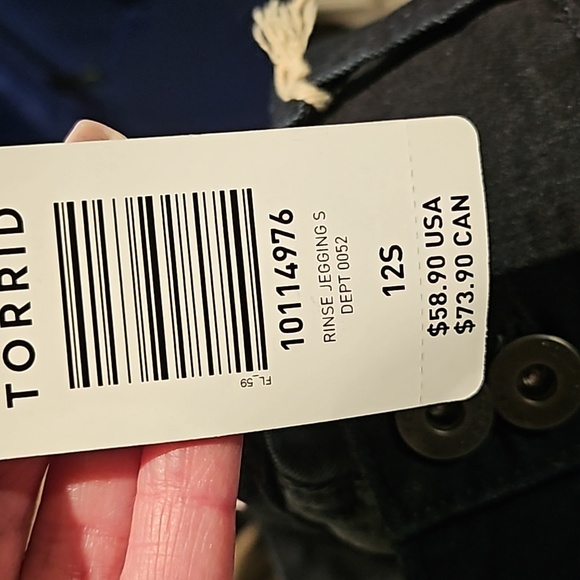 TORRID
FL_59
10114976
RINSE JEGGING S
DEPT 0052
12S
$58.90 USA
$73.90 CAN